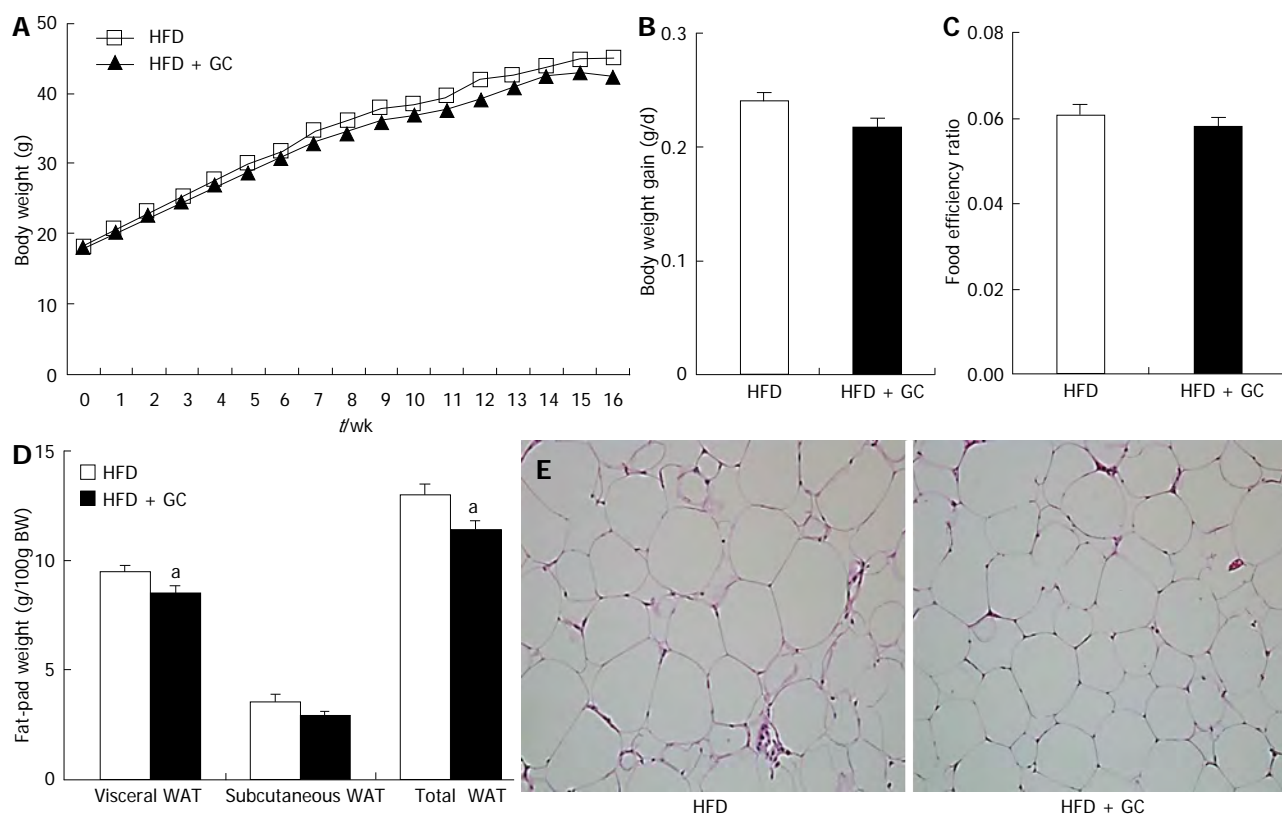 A
50
40
30
20
10
0
Body weight (g)
HFD
HFD + GC
0 1 2 3 4 5 6 7 8 9 10 11 12 13 14 15 16
t/wk
B
0.3
0.2
0.1
0
Body weight gain (g/d)
HFD HFD + GC
C
0.08
0.06
0.04
0.02
0.00
Food efficiency ratio
HFD HFD + GC
D
15
10
5
0
Fat-pad weight (g/100g BW)
HFD
HFD + GC
a
a
Visceral WAT Subcutaneous WAT Total WAT
E
HFD HFD + GC